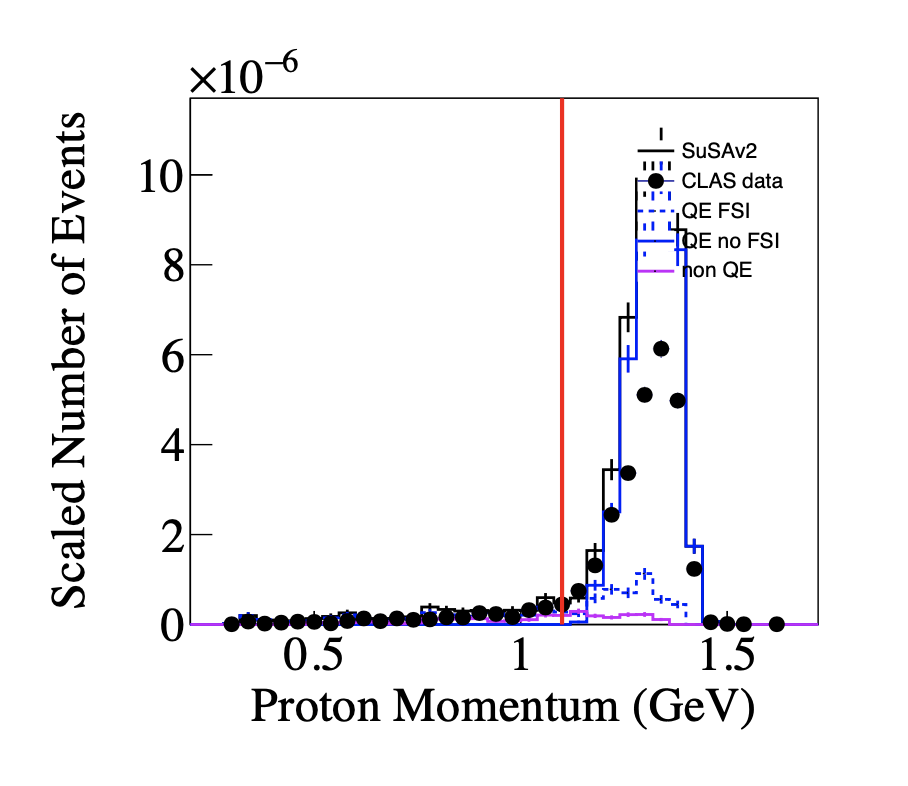 ×10⁻⁶
Scaled Number of Events
10
8
6
4
2
0
SuSAv2
CLAS data
QE FSI
QE no FSI
non QE
0.5
1
1.5
Proton Momentum (GeV)